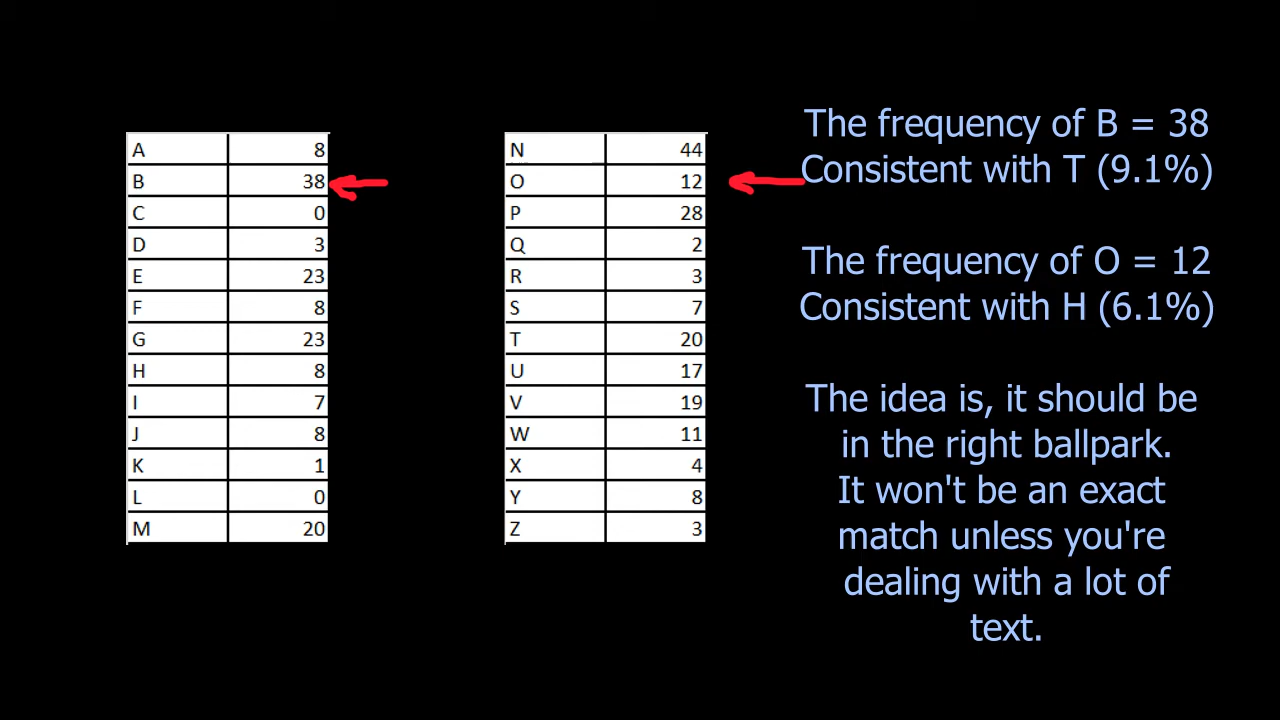 A 8
B 38
C 0
D 3
E 23
F 8
G 23
H 8
I 7
J 8
K 1
L 0
M 20
N 44
O 12
P 28
Q 2
R 3
S 7
T 20
U 17
V 19
W 11
X 4
Y 8
Z 3
The frequency of B = 38
Consistent with T (9.1%)
The frequency of O = 12
Consistent with H (6.1%)
The idea is, it should be
in the right ballpark.
It won't be an exact
match unless you're
dealing with a lot of
text.